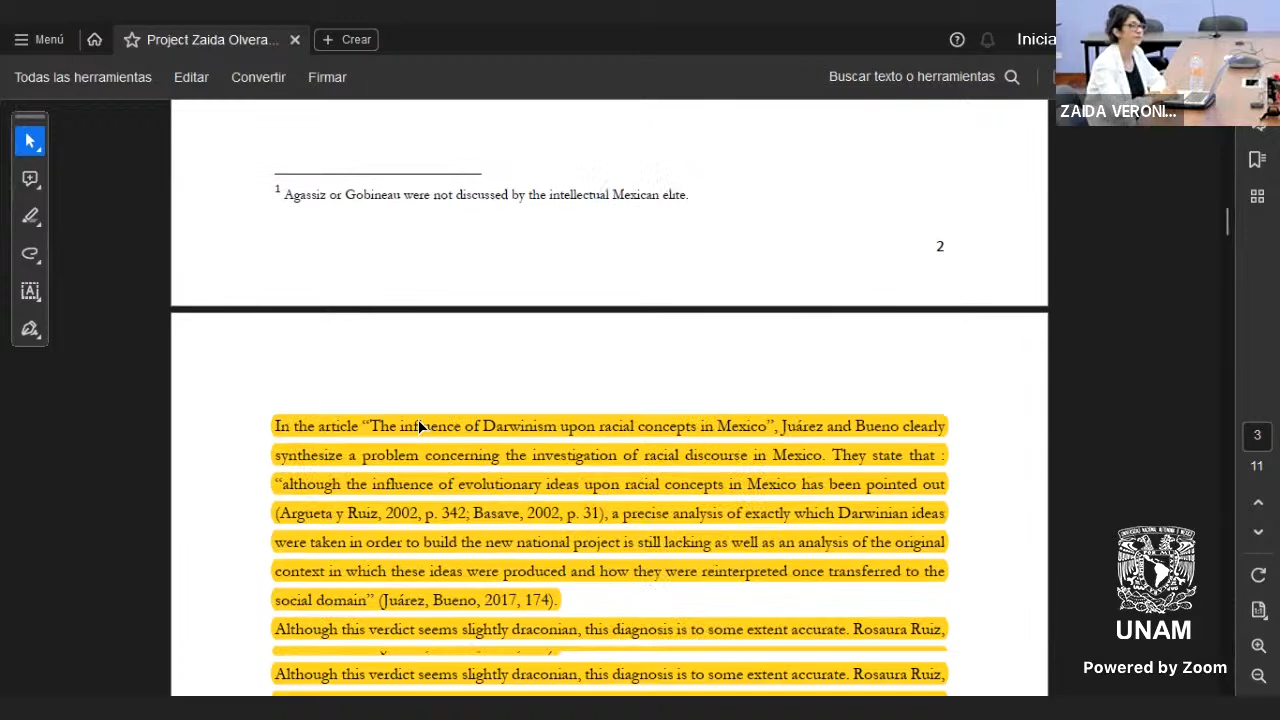 Menú
Project Zaida Olvera...
Crear
Inicia
Todas las herramientas
Editar
Convertir
Firmar
Buscar texto o herramientas
ZAIDA VERONI...
1 Agassiz or Gobineau were not discussed by the intellectual Mexican elite.
2
In the article “The influence of Darwinism upon racial concepts in Mexico”, Juárez and Bueno clearly
synthesize a problem concerning the investigation of racial discourse in Mexico. They state that :
“although the influence of evolutionary ideas upon racial concepts in Mexico has been pointed out
(Argueta y Ruiz, 2002, p. 342; Basave, 2002, p. 31), a precise analysis of exactly which Darwinian ideas
were taken in order to build the new national project is still lacking as well as an analysis of the original
context in which these ideas were produced and how they were reinterpreted once transferred to the
social domain” (Juárez, Bueno, 2017, 174).
Although this verdict seems slightly draconian, this diagnosis is to some extent accurate. Rosaura Ruiz,
Although this verdict seems slightly draconian, this diagnosis is to some extent accurate. Rosaura Ruiz,
3
11
UNAM
Powered by Zoom